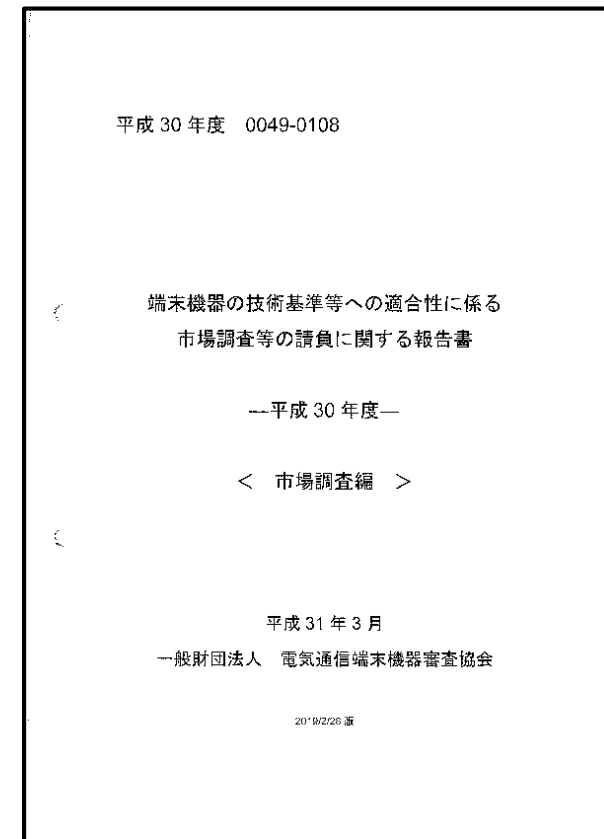 平成 30 年度　0049-0108
端末機器の技術基準等への適合性に係る
市場調査等の請負に関する報告書
―平成 30 年度―
＜　市場調査編　＞
平成 31 年 3 月
一般財団法人　電気通信端末機器審査協会
2019/2/26 版